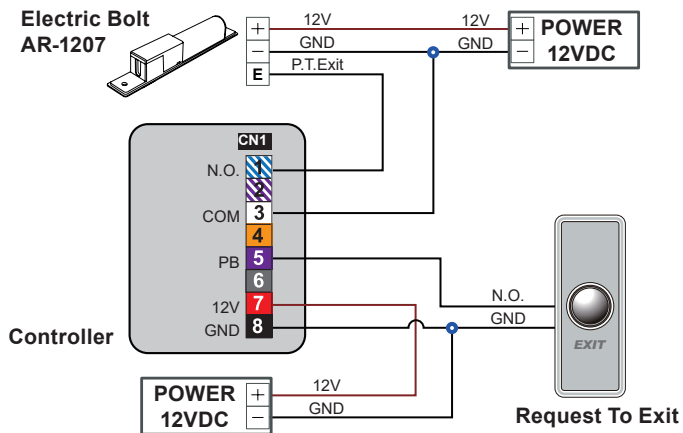 Electric Bolt
AR-1207
+ 12V 12V + POWER
− GND GND − 12VDC
E P.T.Exit
CN1
N.O. 1
2
COM 3
4
PB 5
6
12V 7
GND 8
Controller
N.O.
GND
EXIT
Request To Exit
POWER + 12V
12VDC − GND